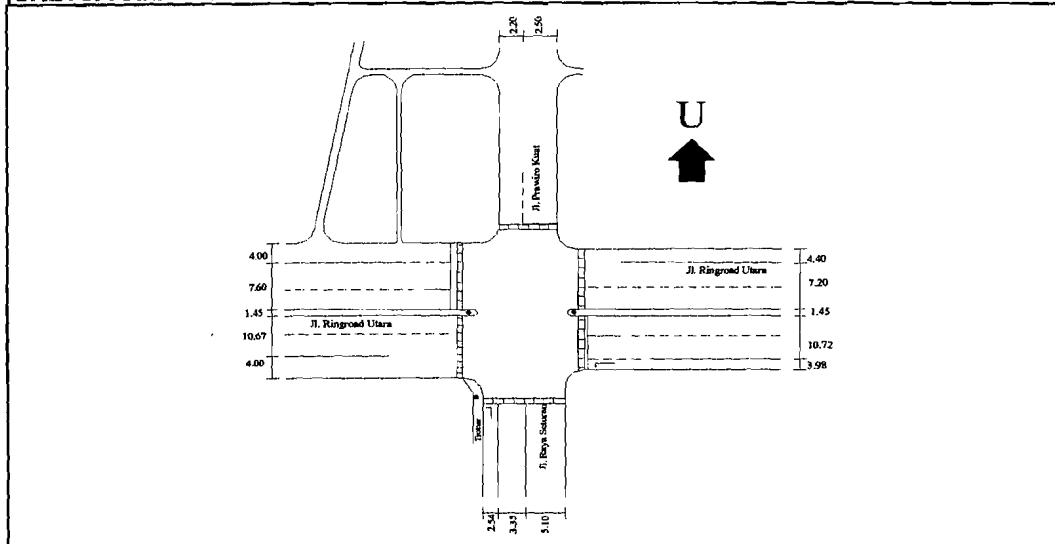 2.20
2.50
U
Jl. Prawiro Kuat
4.00
7.60
1.45
10.67
4.00
Jl. Ringroad Utara
Jl. Ringroad Utara
4.40
7.20
1.45
10.72
3.98
Trotoar
Jl. Raya Seturan
2.54
3.35
5.10